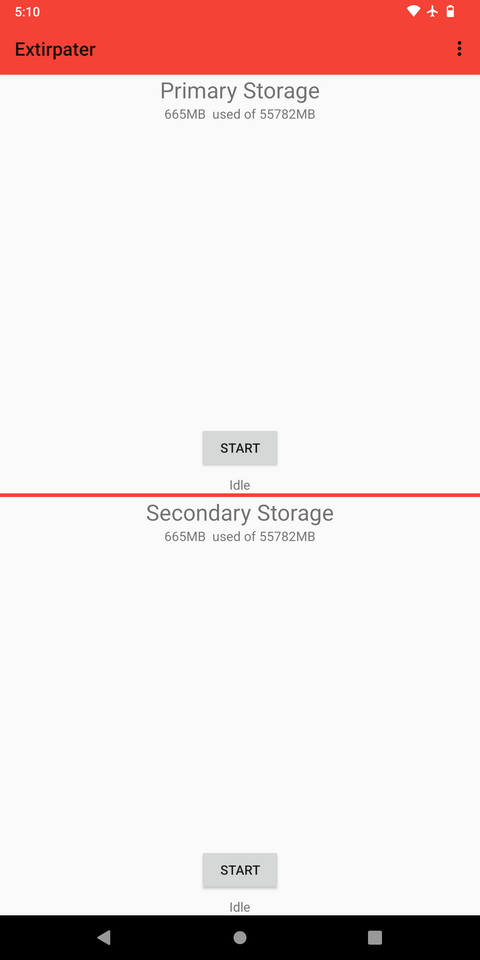 5:10
Extirpater
Primary Storage
665MB  used of 55782MB
START
Idle
Secondary Storage
665MB  used of 55782MB
START
Idle